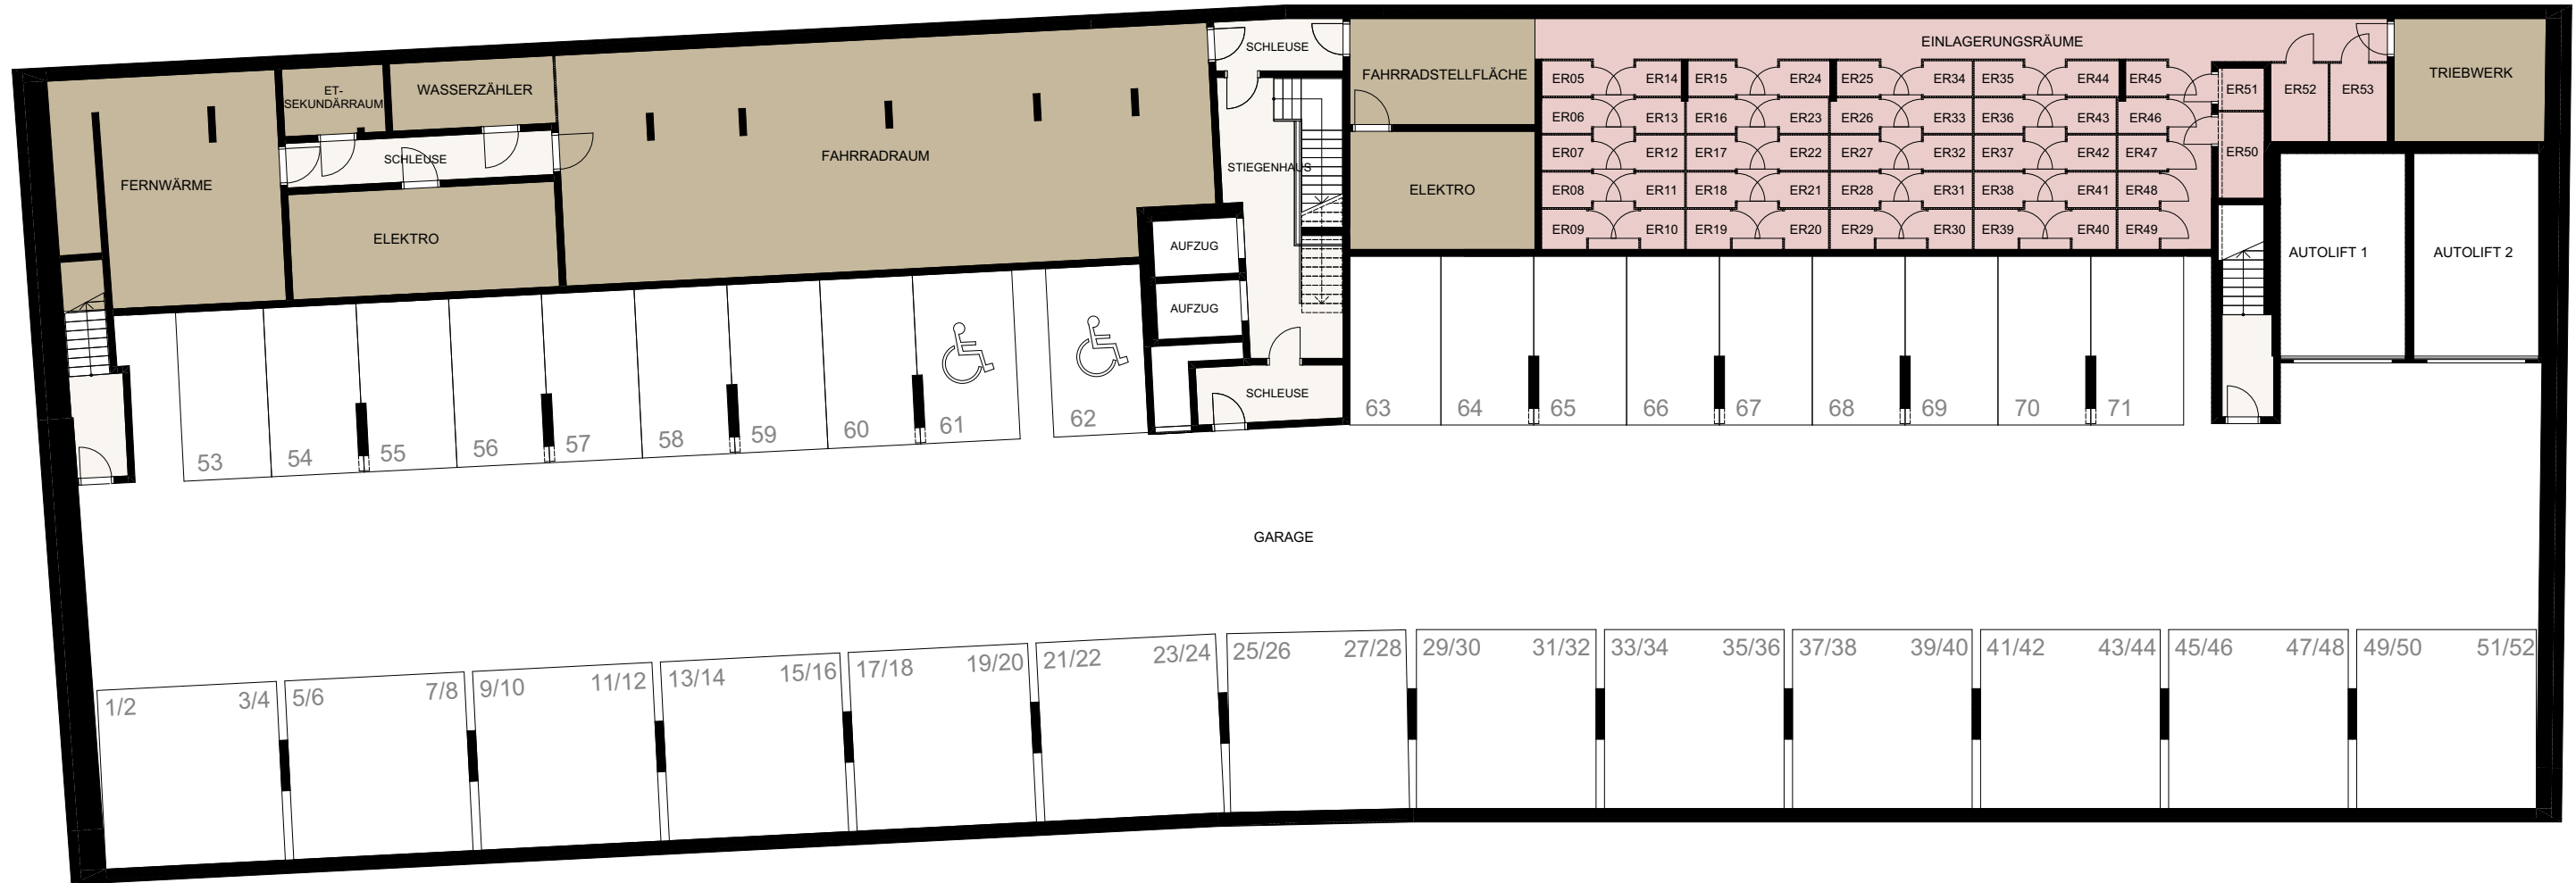 SCHLEUSE
EINLAGERUNGSRÄUME
FAHRRADSTELLFLÄCHE
TRIEBWERK
ET-
SEKUNDÄRRAUM
WASSERZÄHLER
ER05 ER14 ER15 ER24 ER25 ER34 ER35 ER44 ER45
ER51 ER52 ER53
ER06 ER13 ER16 ER23 ER26 ER33 ER36 ER43 ER46
ER07 ER12 ER17 ER22 ER27 ER32 ER37 ER42 ER47
ER50
ER08 ER11 ER18 ER21 ER28 ER31 ER38 ER41 ER48
ER09 ER10 ER19 ER20 ER29 ER30 ER39 ER40 ER49
SCHLEUSE
FAHRRADRAUM
STIEGENHAUS
FERNWÄRME
ELEKTRO
ELEKTRO
AUFZUG
AUFZUG
AUTOLIFT 1
AUTOLIFT 2
SCHLEUSE
53 54 55 56 57 58 59 60 61 62
63 64 65 66 67 68 69 70 71
GARAGE
1/2 3/4 5/6 7/8 9/10 11/12 13/14 15/16 17/18 19/20 21/22 23/24 25/26 27/28 29/30 31/32 33/34 35/36 37/38 39/40 41/42 43/44 45/46 47/48 49/50 51/52